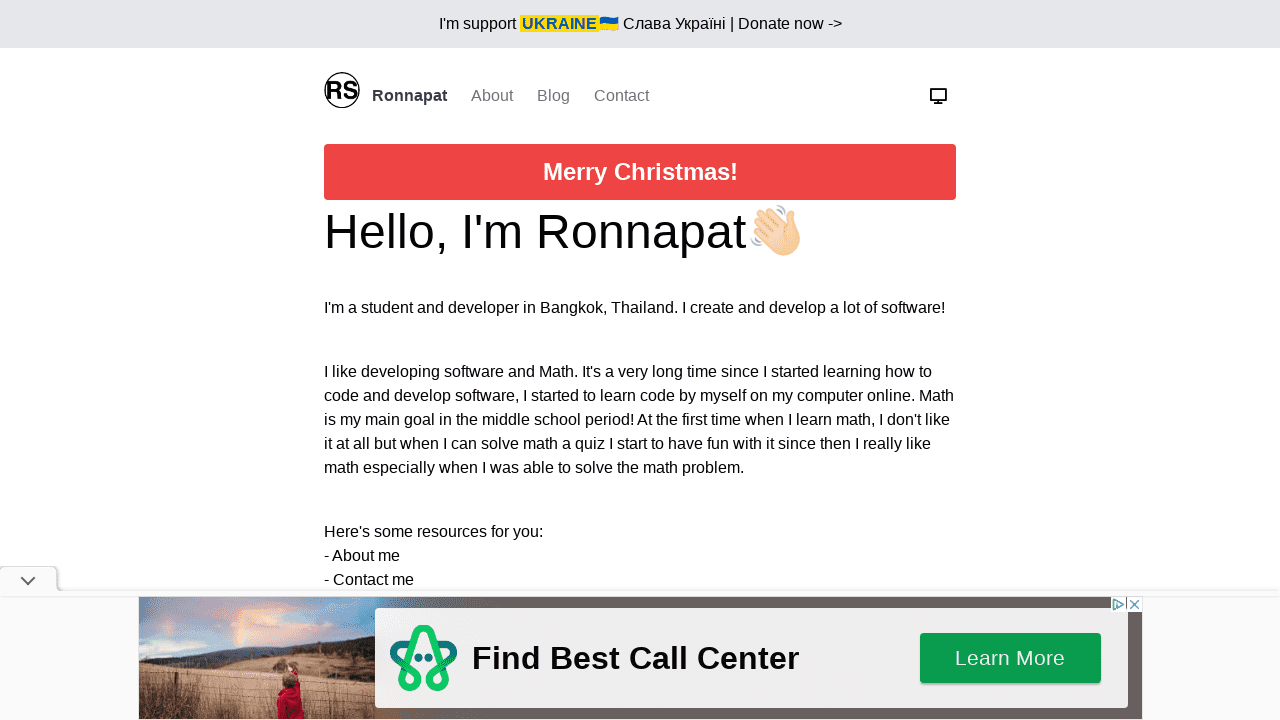 I'm support UKRAINE🇺🇦 Слава Україні | Donate now ->
RS Ronnapat About Blog Contact
Merry Christmas!
Hello, I'm Ronnapat👋🏻
I'm a student and developer in Bangkok, Thailand. I create and develop a lot of software!
I like developing software and Math. It's a very long time since I started learning how to
code and develop software, I started to learn code by myself on my computer online. Math
is my main goal in the middle school period! At the first time when I learn math, I don't like
it at all but when I can solve math a quiz I start to have fun with it since then I really like
math especially when I was able to solve the math problem.
Here's some resources for you:
- About me
- Contact me
Find Best Call Center
Learn More